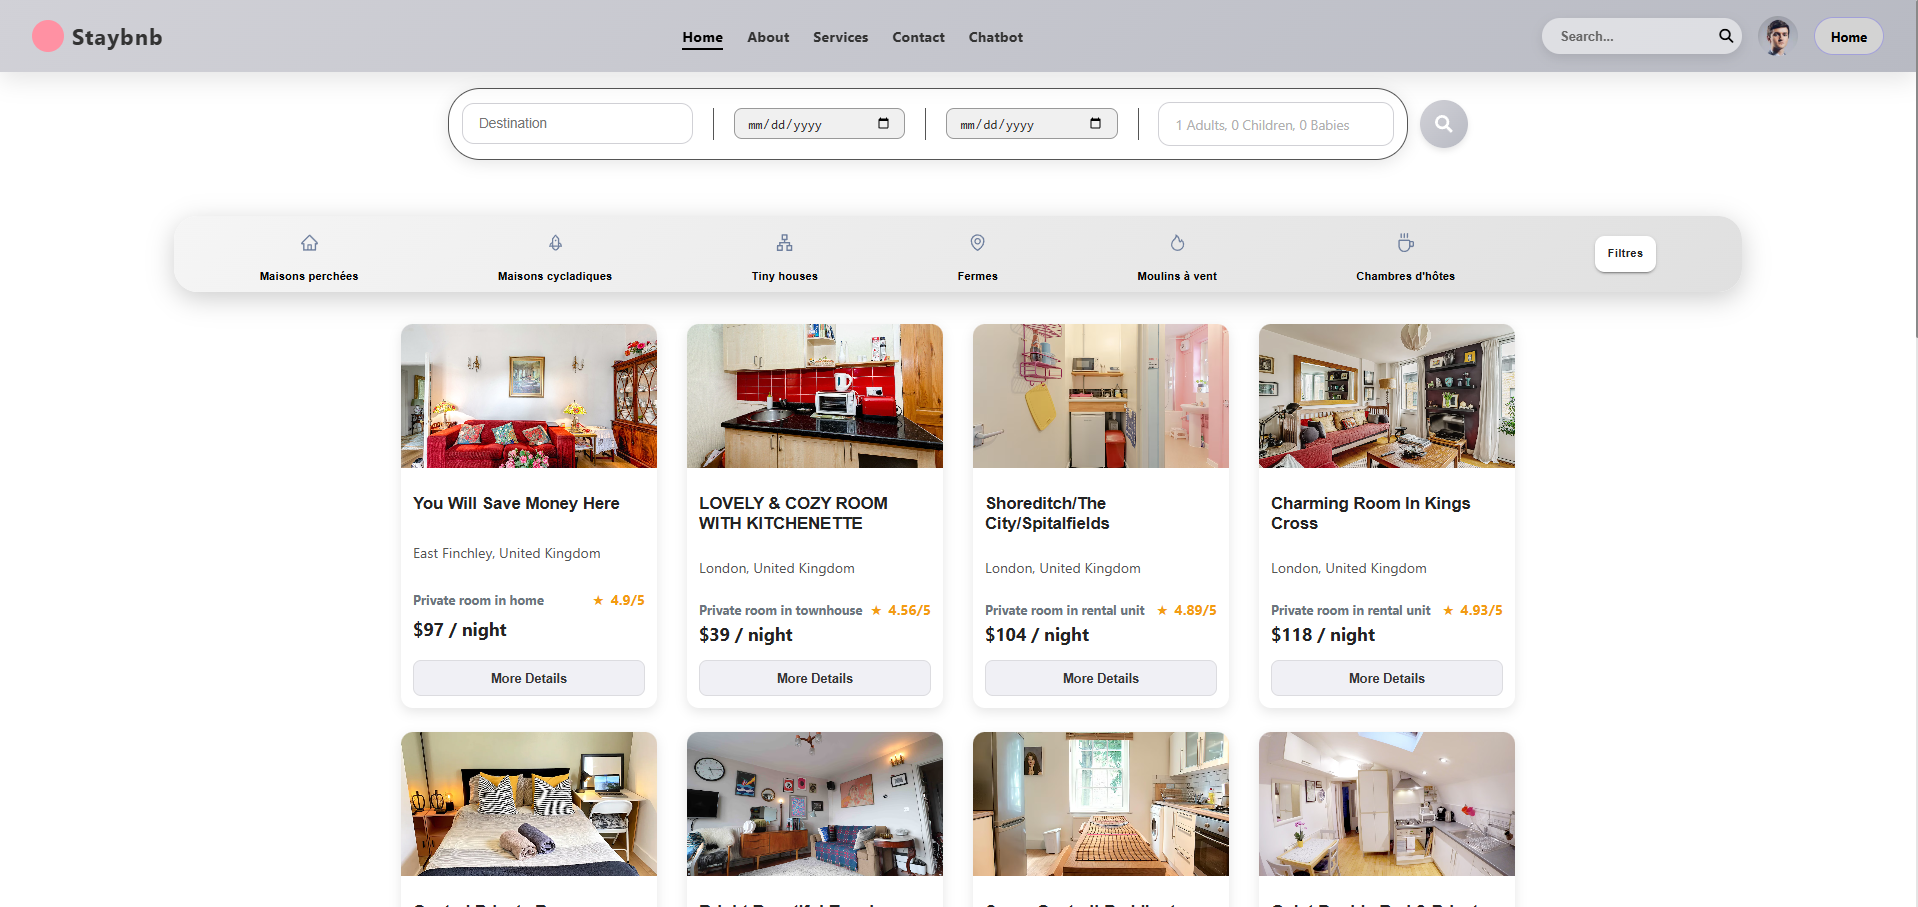 Staybnb
Home
About
Services
Contact
Chatbot
Search...
Home
Destination
mm/dd/yyyy
mm/dd/yyyy
1 Adults, 0 Children, 0 Babies
Maisons perchées
Maisons cycladiques
Tiny houses
Fermes
Moulins à vent
Chambres d'hôtes
Filtres
You Will Save Money Here
East Finchley, United Kingdom
Private room in home ★ 4.9/5
$97 / night
More Details
LOVELY & COZY ROOM
WITH KITCHENETTE
London, United Kingdom
Private room in townhouse ★ 4.56/5
$39 / night
More Details
Shoreditch/The
City/Spitalfields
London, United Kingdom
Private room in rental unit ★ 4.89/5
$104 / night
More Details
Charming Room In Kings
Cross
London, United Kingdom
Private room in rental unit ★ 4.93/5
$118 / night
More Details